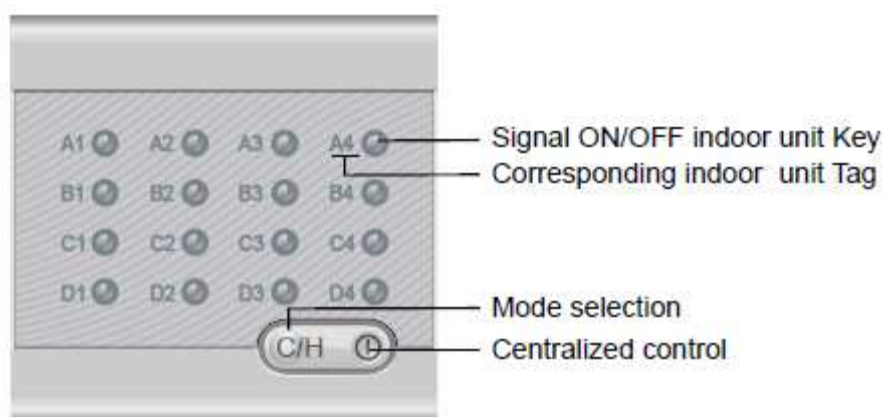 A1 A2 A3 A4 Signal ON/OFF indoor unit Key
Corresponding indoor unit Tag
B1 B2 B3 B4
C1 C2 C3 C4
D1 D2 D3 D4
Mode selection
C/H Centralized control